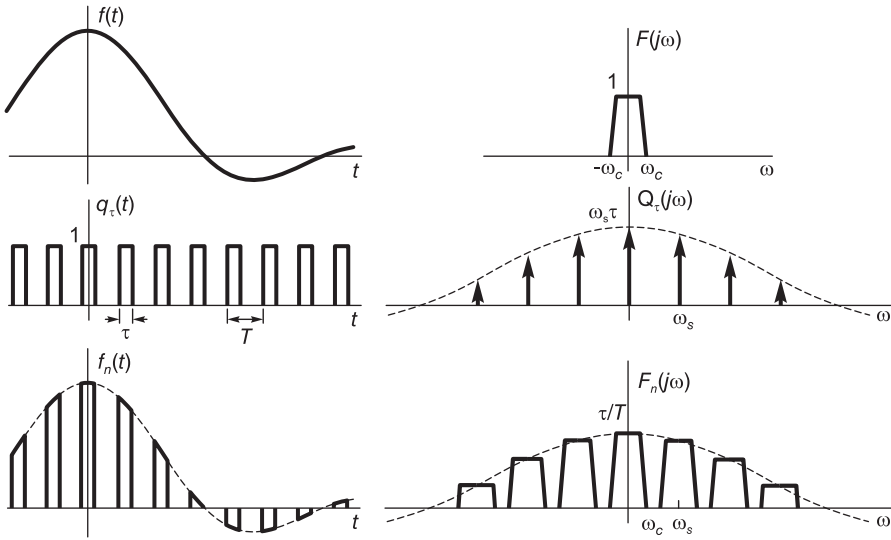 f(t)
t
F(jω)
1
-ω_c
ω_c
ω
q_τ(t)
1
τ
T
t
Q_τ(jω)
ω_sτ
ω_s
ω
f_n(t)
t
F_n(jω)
τ/T
ω_c
ω_s
ω